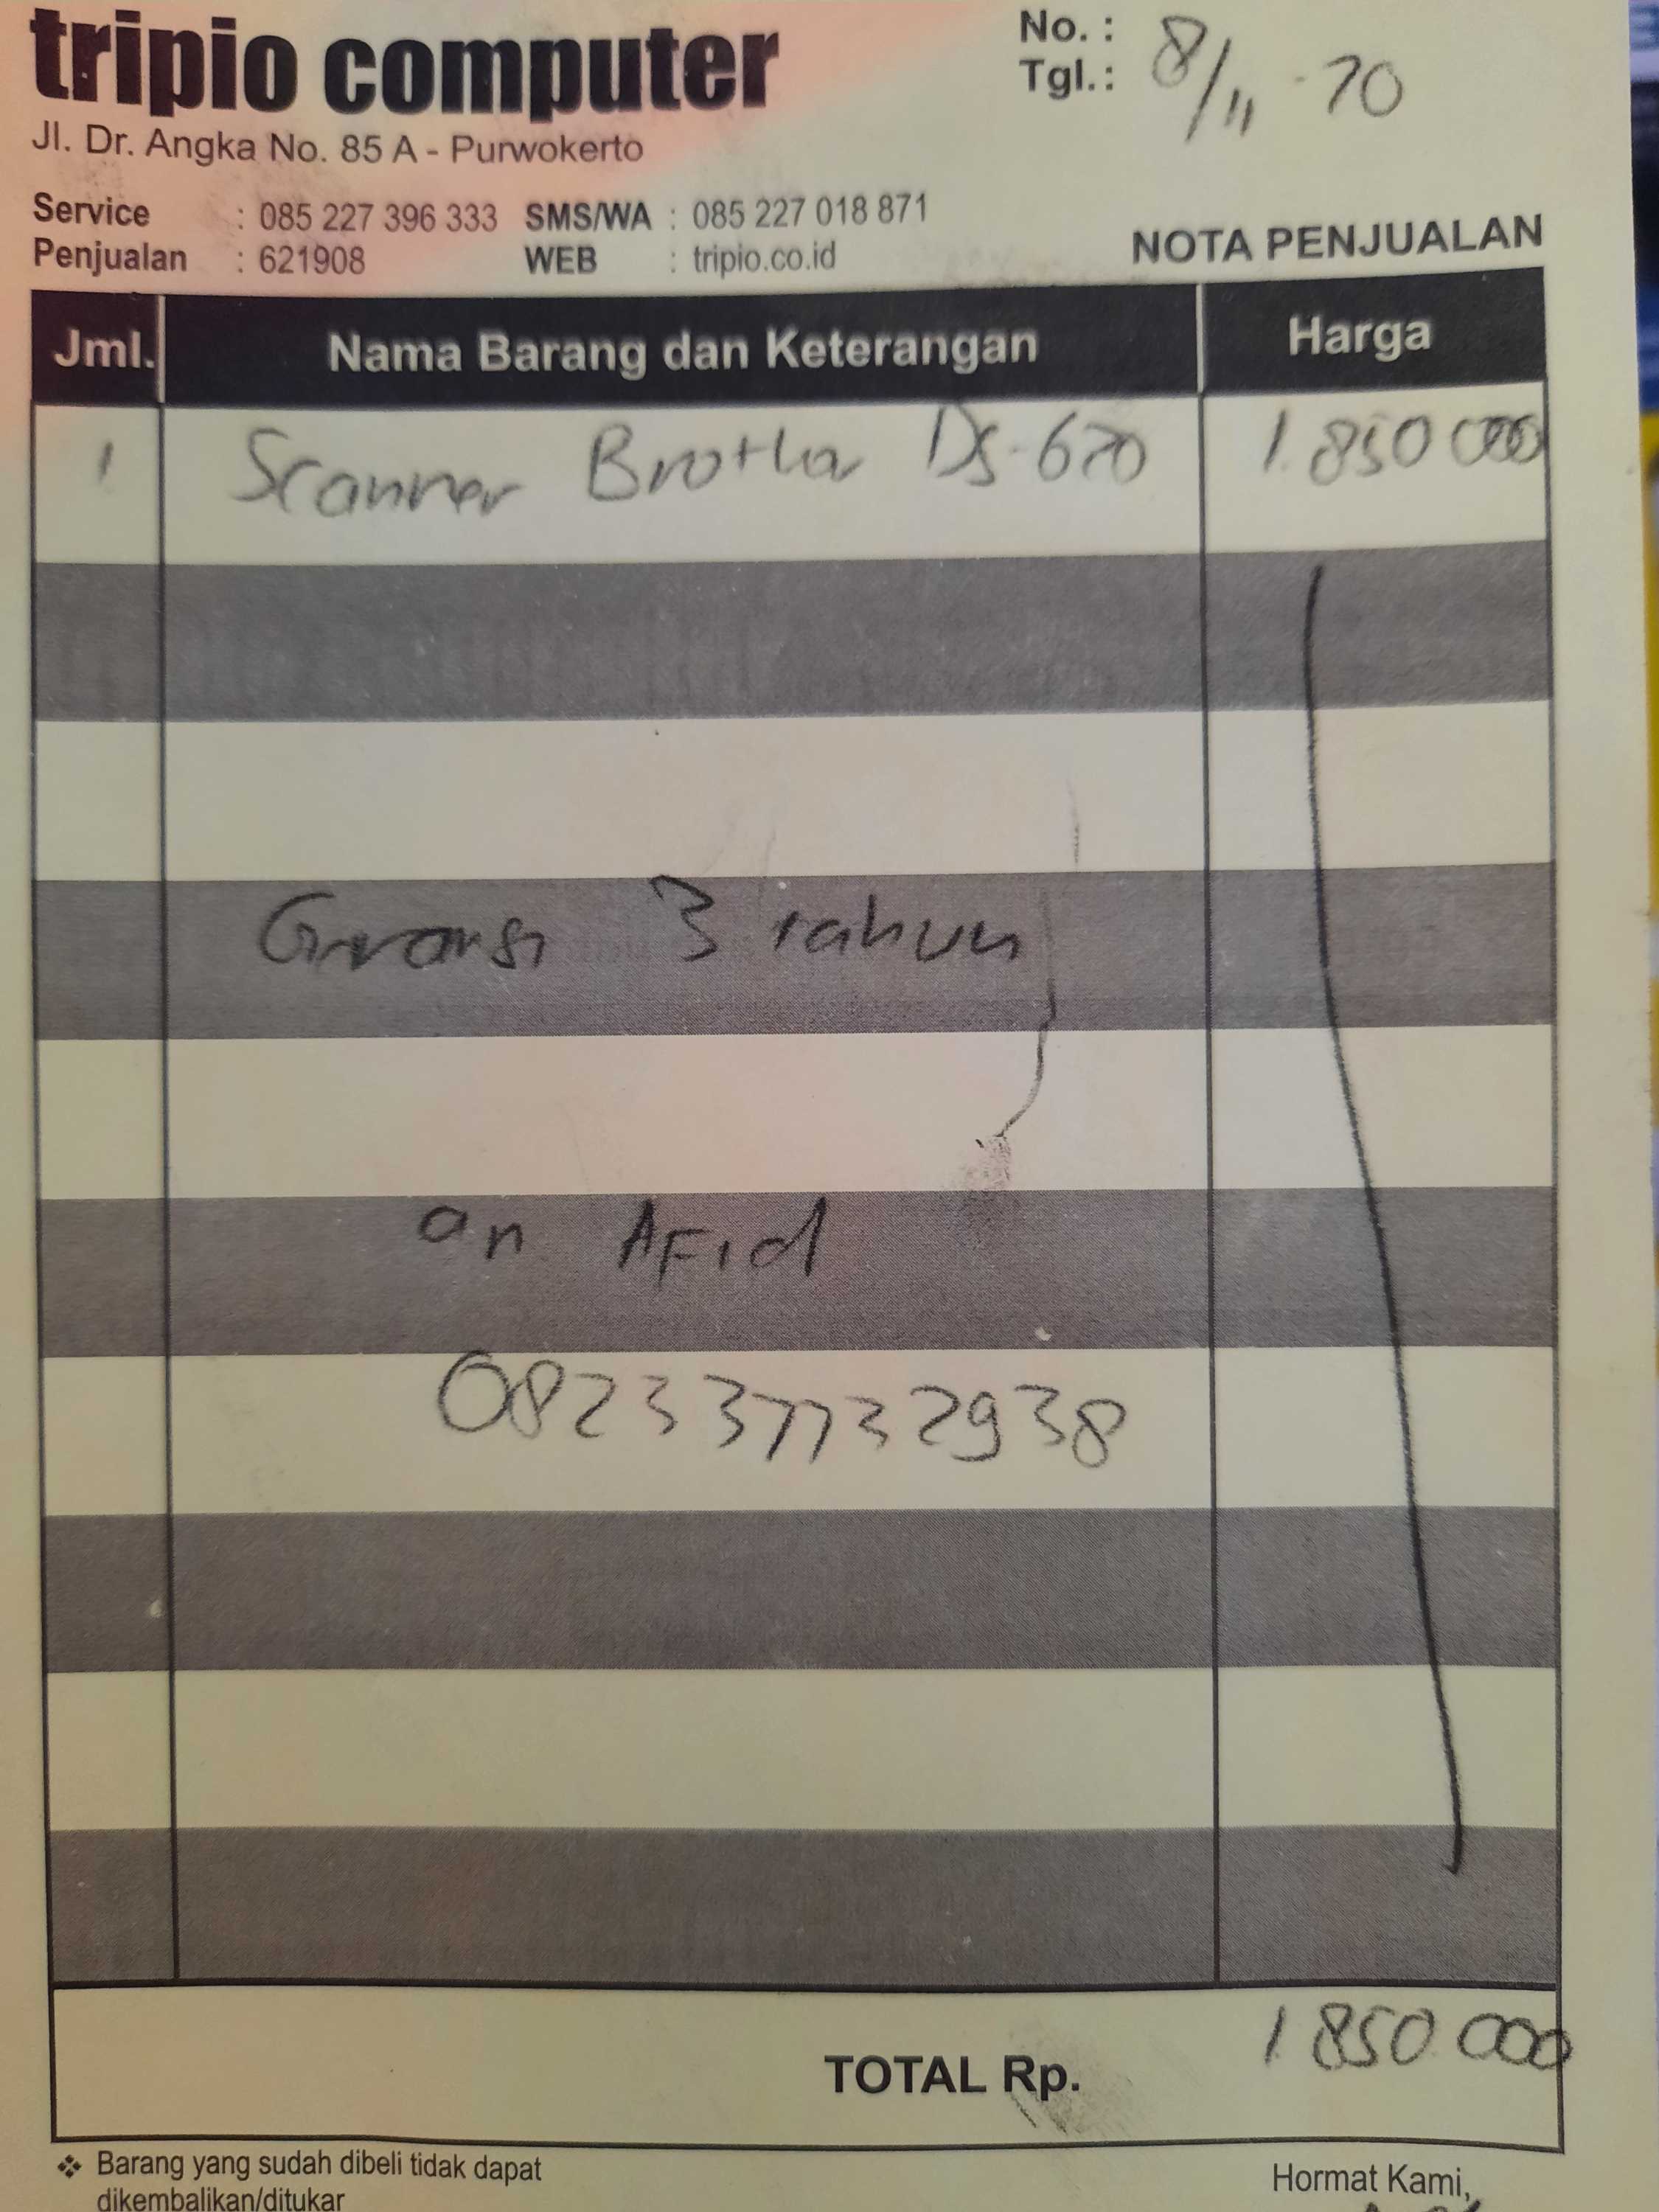 tripio computer
No. :
Jl. Dr. Angka No. 85 A - Purwokerto
Tgl. : 8/11 - 20
Service : 085 227 396 333 SMS/WA : 085 227 018 871
Penjualan : 621908 WEB : tripio.co.id
NOTA PENJUALAN
Jml. Nama Barang dan Keterangan Harga
1 Scanner Brother DS-620 1.850 000
Gransi 3 tahun
an AFid
082337732938
TOTAL Rp. 1.850.000
❖ Barang yang sudah dibeli tidak dapat
dikembalikan/ditukar
Hormat Kami,